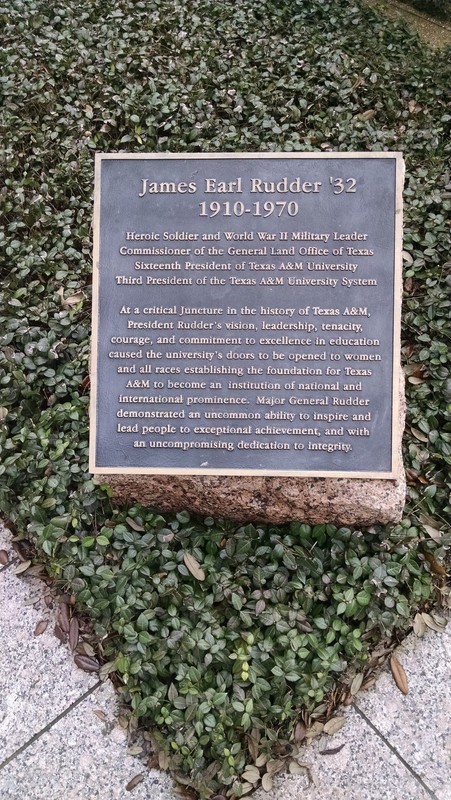 James Earl Rudder '32
1910-1970
Heroic Soldier and World War II Military Leader
Commissioner of the General Land Office of Texas
Sixteenth President of Texas A&M University
Third President of the Texas A&M University System
At a critical juncture in the history of Texas A&M,
President Rudder's vision, leadership, tenacity,
courage, and commitment to excellence in education
caused the university's doors to be opened to women
and all races establishing the foundation for Texas
A&M to become an institution of national and
international prominence. Major General Rudder
demonstrated an uncommon ability to inspire and
lead people to exceptional achievement, and with
an uncompromising dedication to integrity.